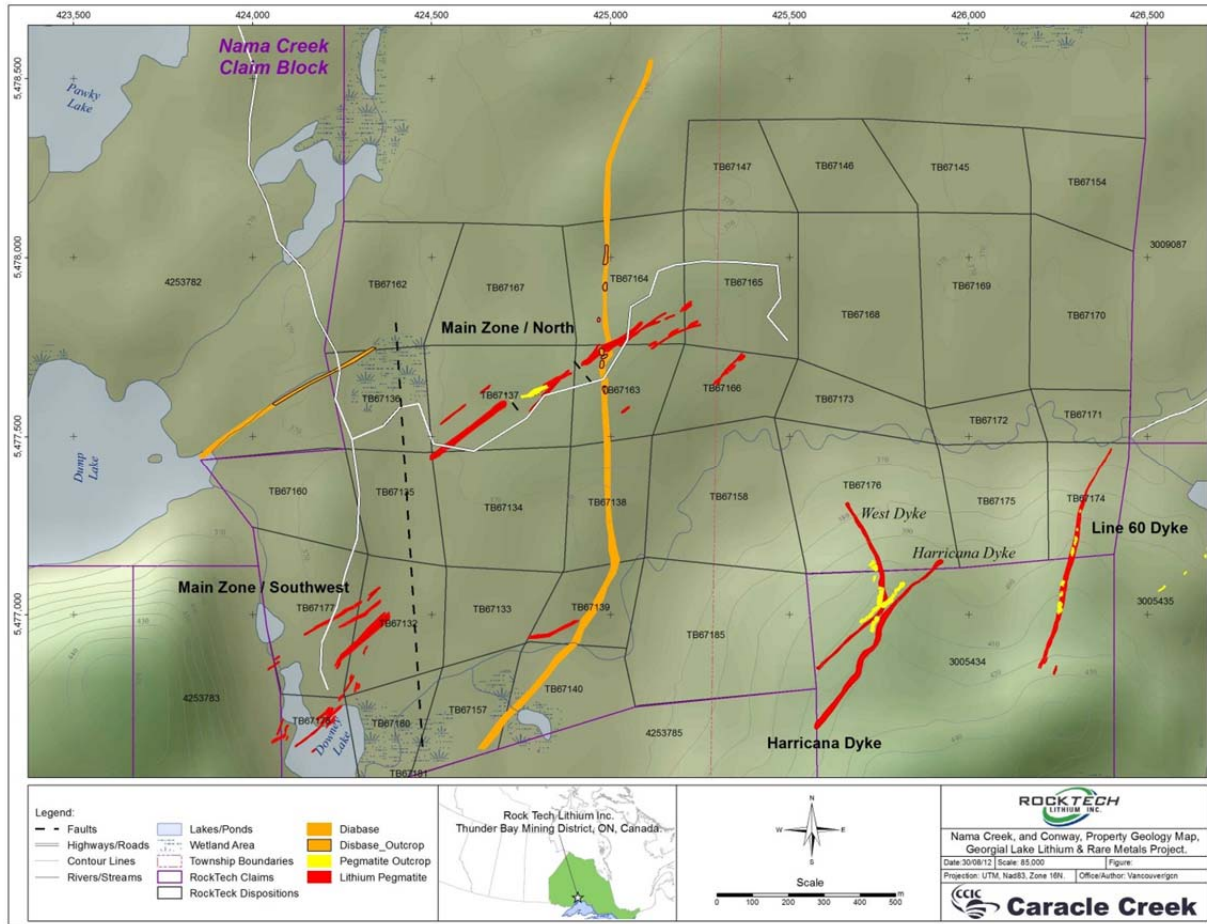 423,500
424,000
424,500
425,000
425,500
426,000
426,500
5,478,500
5,478,000
5,477,500
5,477,000
Nama Creek
Claim Block
Pawky
Lake
370
TB67147
TB67146
TB67145
TB67154
3009087
4253782
TB67162
TB67167
TB67164
TB67165
TB67169
TB67168
TB67170
Main Zone / North
TB67136
TB67137
TB67163
TB67166
TB67173
TB67172
TB67171
Dump
Lake
TB67160
TB67135
TB67134
TB67138
TB67158
TB67176
TB67175
TB67174
West Dyke
Harricana Dyke
Line 60 Dyke
Main Zone / Southwest
TB67177
TB67132
TB67133
TB67139
TB67185
3005435
3005434
4253783
TB67140
TB67157
TB67180
4253785
Downey
Lake
TB67181
Harricana Dyke
Legend:
Faults
Highways/Roads
Contour Lines
Rivers/Streams
Lakes/Ponds
Wetland Area
Township Boundaries
RockTeck Claims
RockTeck Dispositions
Diabase
Disbase_Outcrop
Pegmatite Outcrop
Lithium Pegmatite
Rock Tech Lithium Inc.
Thunder Bay Mining District, ON, Canada.
N
W
E
S
Scale
0 100 200 300 400 500 m
ROCKTECH
LITHIUM INC.
Nama Creek, and Conway, Property Geology Map,
Georgial Lake Lithium & Rare Metals Project.
Date:30/08/12 Scale: 85,000 Figure:
Projection: UTM, Nad83, Zone 16N. Office/Author: Vancouver/gcn
CCIC
Caracle Creek